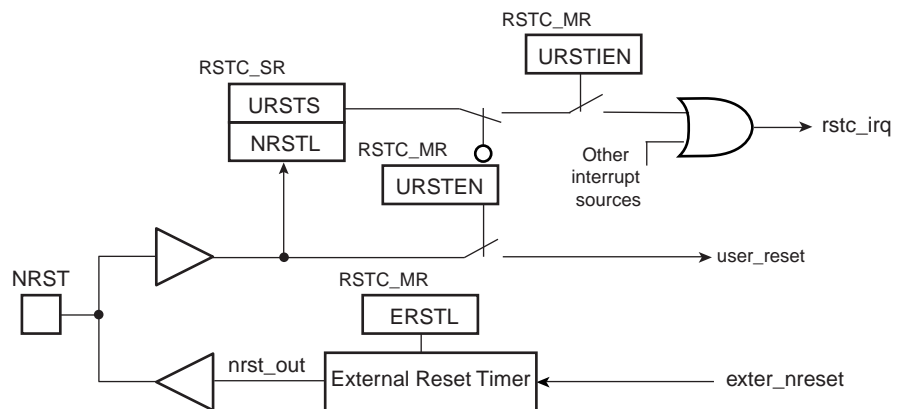 RSTC_MR
URSTIEN
RSTC_SR
URSTS
NRSTL
RSTC_MR
URSTEN
rstc_irq
Other
interrupt
sources
NRST
user_reset
RSTC_MR
ERSTL
nrst_out
External Reset Timer
exter_nreset